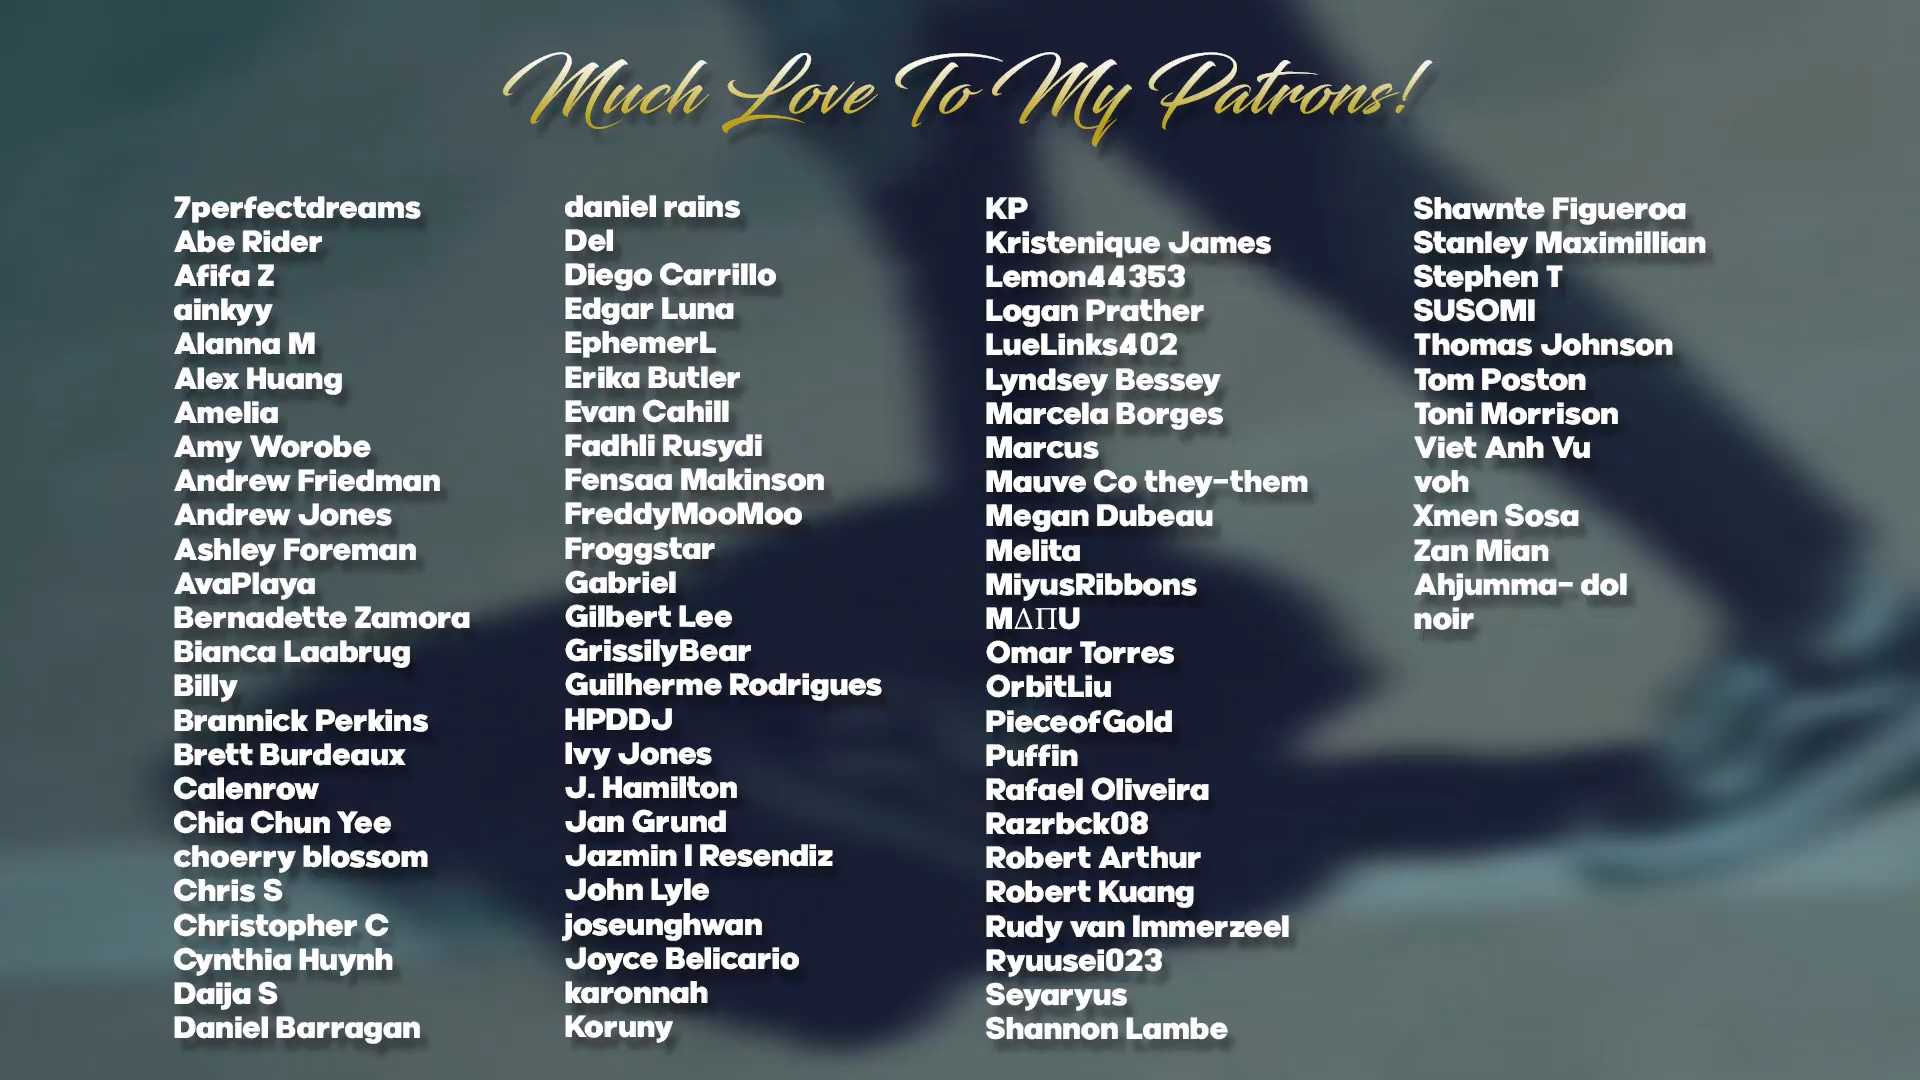 Much Love To My Patrons!
7perfectdreams
Abe Rider
Afifa Z
ainkyy
Alanna M
Alex Huang
Amelia
Amy Worobe
Andrew Friedman
Andrew Jones
Ashley Foreman
AvaPlaya
Bernadette Zamora
Bianca Laabrug
Billy
Brannick Perkins
Brett Burdeaux
Calenrow
Chia Chun Yee
choerry blossom
Chris S
Christopher C
Cynthia Huynh
Daija S
Daniel Barragan
daniel rains
Del
Diego Carrillo
Edgar Luna
EphemerL
Erika Butler
Evan Cahill
Fadhli Rusydi
Fensaa Makinson
FreddyMooMoo
Froggstar
Gabriel
Gilbert Lee
GrissilyBear
Guilherme Rodrigues
HPDDJ
Ivy Jones
J. Hamilton
Jan Grund
Jazmin I Resendiz
John Lyle
joseunghwan
Joyce Belicario
karonnah
Koruny
KP
Kristenique James
Lemon44353
Logan Prather
LueLinks402
Lyndsey Bessey
Marcela Borges
Marcus
Mauve Co they-them
Megan Dubeau
Melita
MiyusRibbons
MΔΠU
Omar Torres
OrbitLiu
PieceofGold
Puffin
Rafael Oliveira
Razrbck08
Robert Arthur
Robert Kuang
Rudy van Immerzeel
Ryuusei023
Seyaryus
Shannon Lambe
Shawnte Figueroa
Stanley Maximillian
Stephen T
SUSOMI
Thomas Johnson
Tom Poston
Toni Morrison
Viet Anh Vu
voh
Xmen Sosa
Zan Mian
Ahjumma- dol
noir